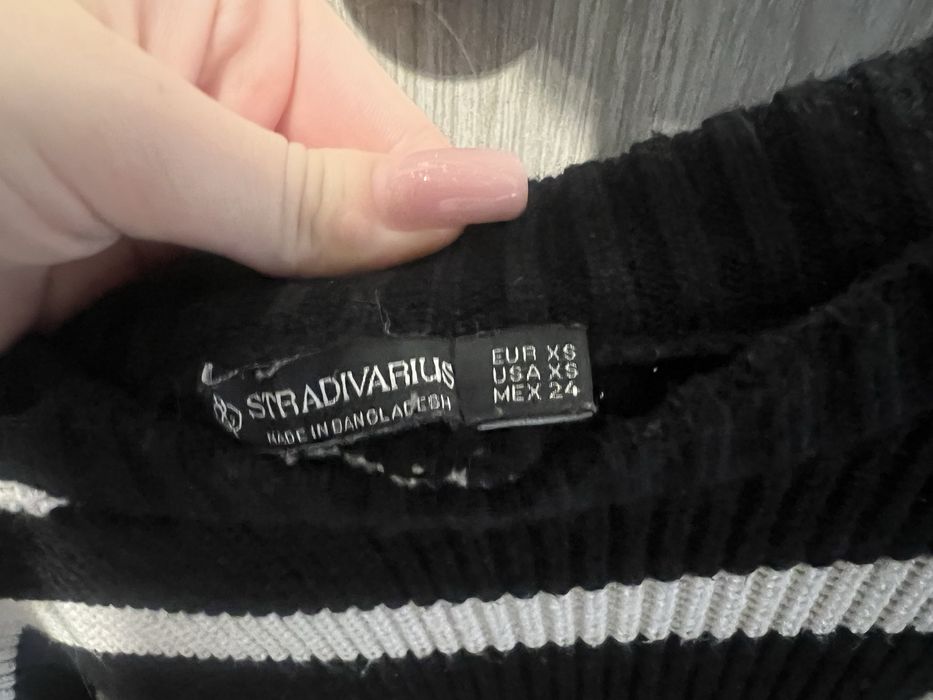 STRADIVARIUS
MADE IN BANGLADESH
EUR XS
USA XS
MEX 24